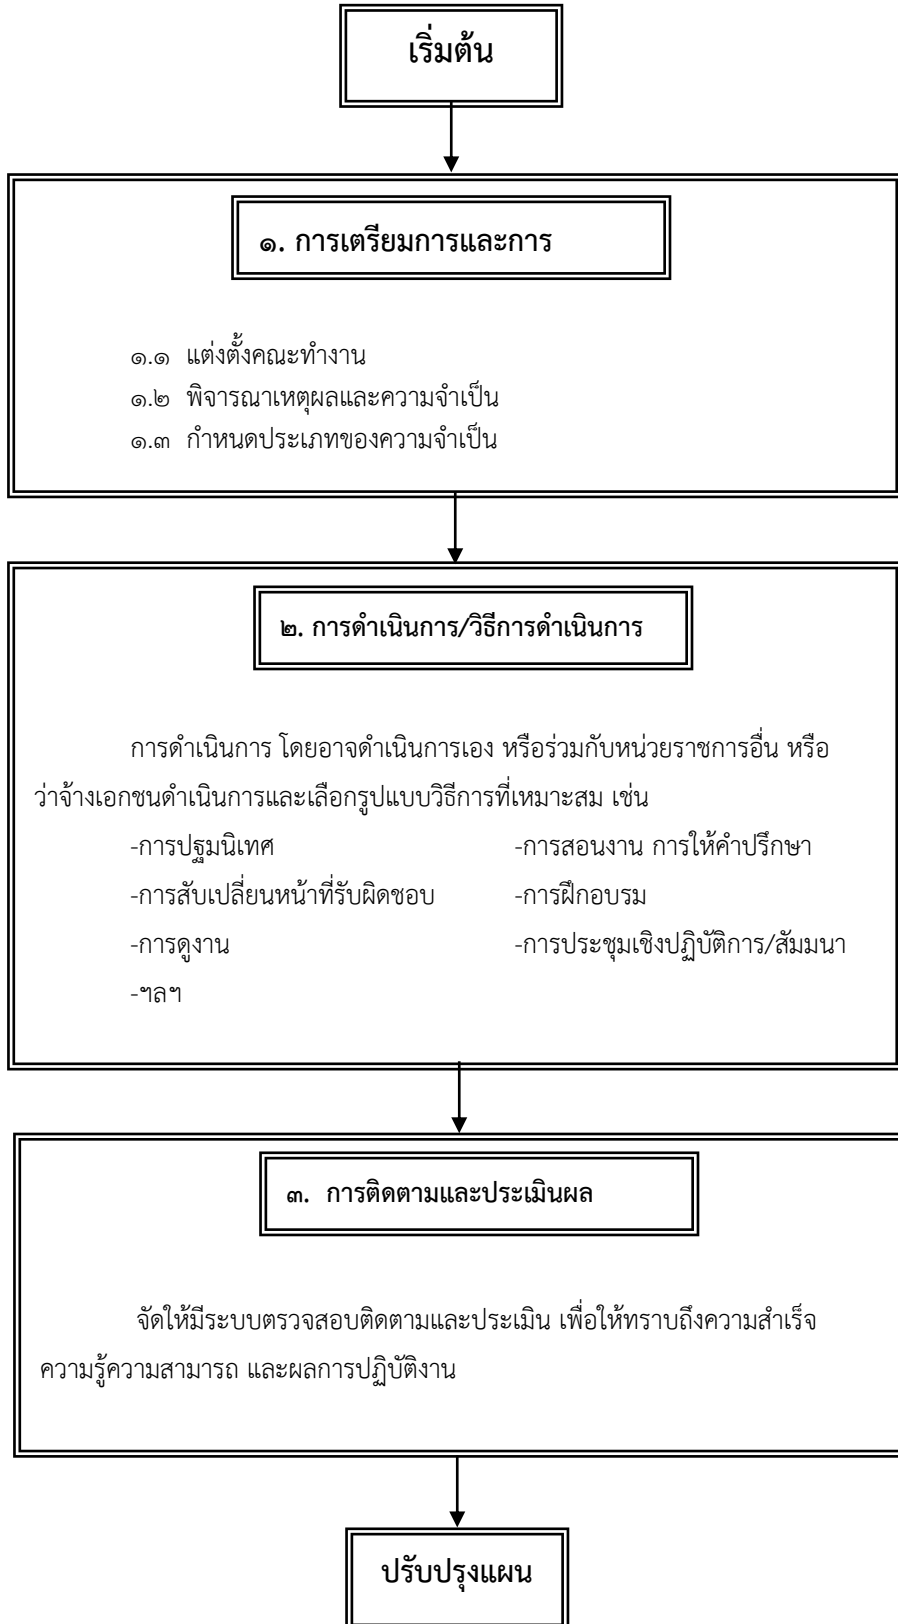 เริ่มต้น
๑. การเตรียมการและการ
๑.๑ แต่งตั้งคณะทำงาน
๑.๒ พิจารณาเหตุผลและความจำเป็น
๑.๓ กำหนดประเภทของความจำเป็น
๒. การดำเนินการ/วิธีการดำเนินการ
การดำเนินการ โดยอาจดำเนินการเอง หรือร่วมกับหน่วยราชการอื่น หรือ
ว่าจ้างเอกชนดำเนินการและเลือกรูปแบบวิธีการที่เหมาะสม เช่น
-การปฐมนิเทศ -การสอนงาน การให้คำปรึกษา
-การสับเปลี่ยนหน้าที่รับผิดชอบ -การฝึกอบรม
-การดูงาน -การประชุมเชิงปฏิบัติการ/สัมมนา
-ฯลฯ
๓. การติดตามและประเมินผล
จัดให้มีระบบตรวจสอบติดตามและประเมิน เพื่อให้ทราบถึงความสำเร็จ
ความรู้ความสามารถ และผลการปฏิบัติงาน
ปรับปรุงแผน